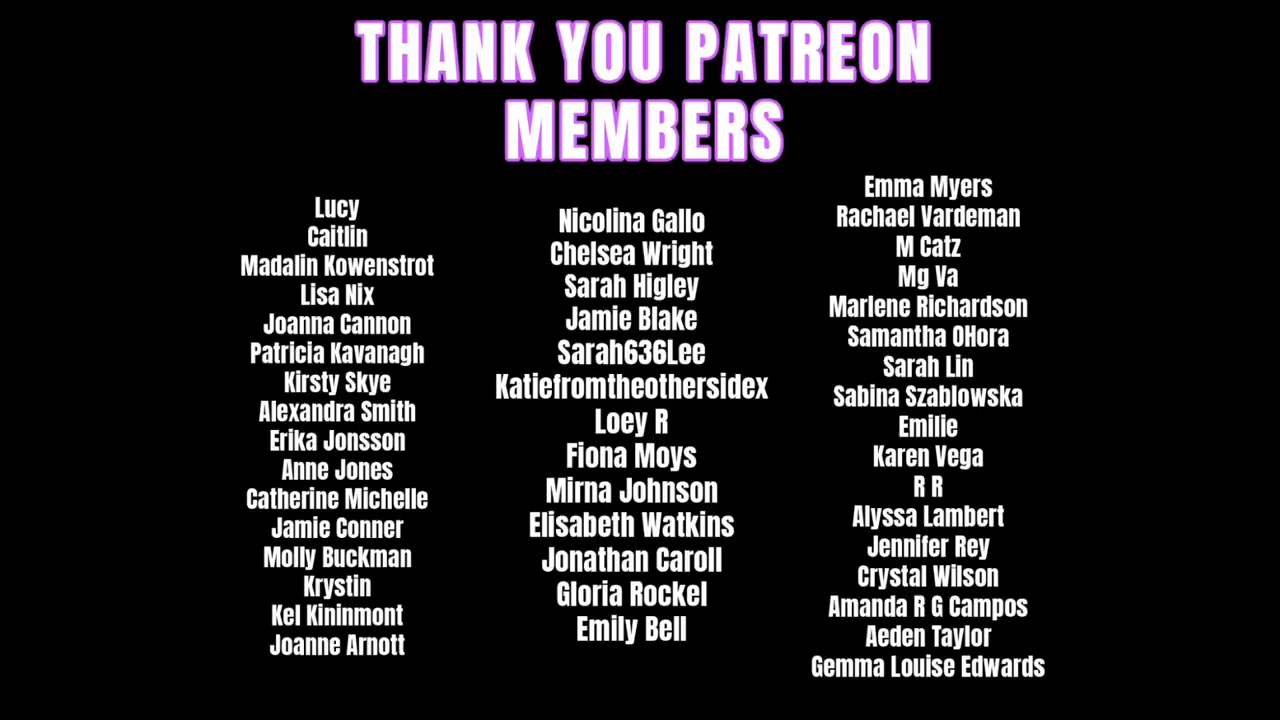 THANK YOU PATREON
MEMBERS
Lucy
Caitlin
Madalin Kowenstrot
Lisa Nix
Joanna Cannon
Patricia Kavanagh
Kirsty Skye
Alexandra Smith
Erika Jonsson
Anne Jones
Catherine Michelle
Jamie Conner
Molly Buckman
Krystin
Kel Kininmont
Joanne Arnott
Nicolina Gallo
Chelsea Wright
Sarah Higley
Jamie Blake
Sarah636Lee
Katiefromtheothersidex
Loey R
Fiona Moys
Mirna Johnson
Elisabeth Watkins
Jonathan Caroll
Gloria Rockel
Emily Bell
Emma Myers
Rachael Vardeman
M Catz
Mg Va
Marlene Richardson
Samantha OHora
Sarah Lin
Sabina Szablowska
Emilie
Karen Vega
R R
Alyssa Lambert
Jennifer Rey
Crystal Wilson
Amanda R G Campos
Aeden Taylor
Gemma Louise Edwards